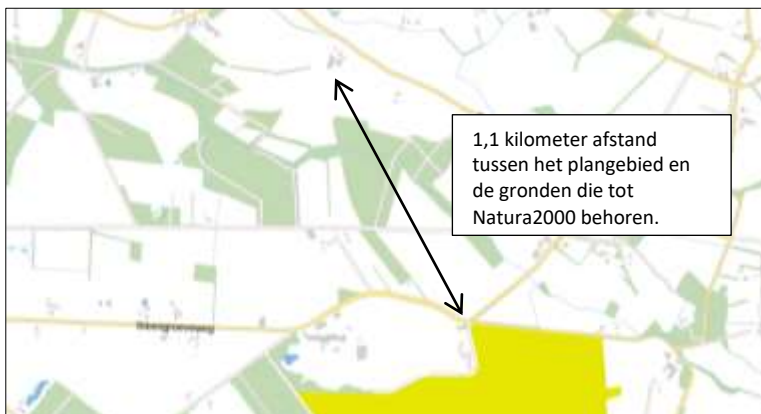 1,1 kilometer afstand
tussen het plangebied en
de gronden die tot
Natura2000 behoren.